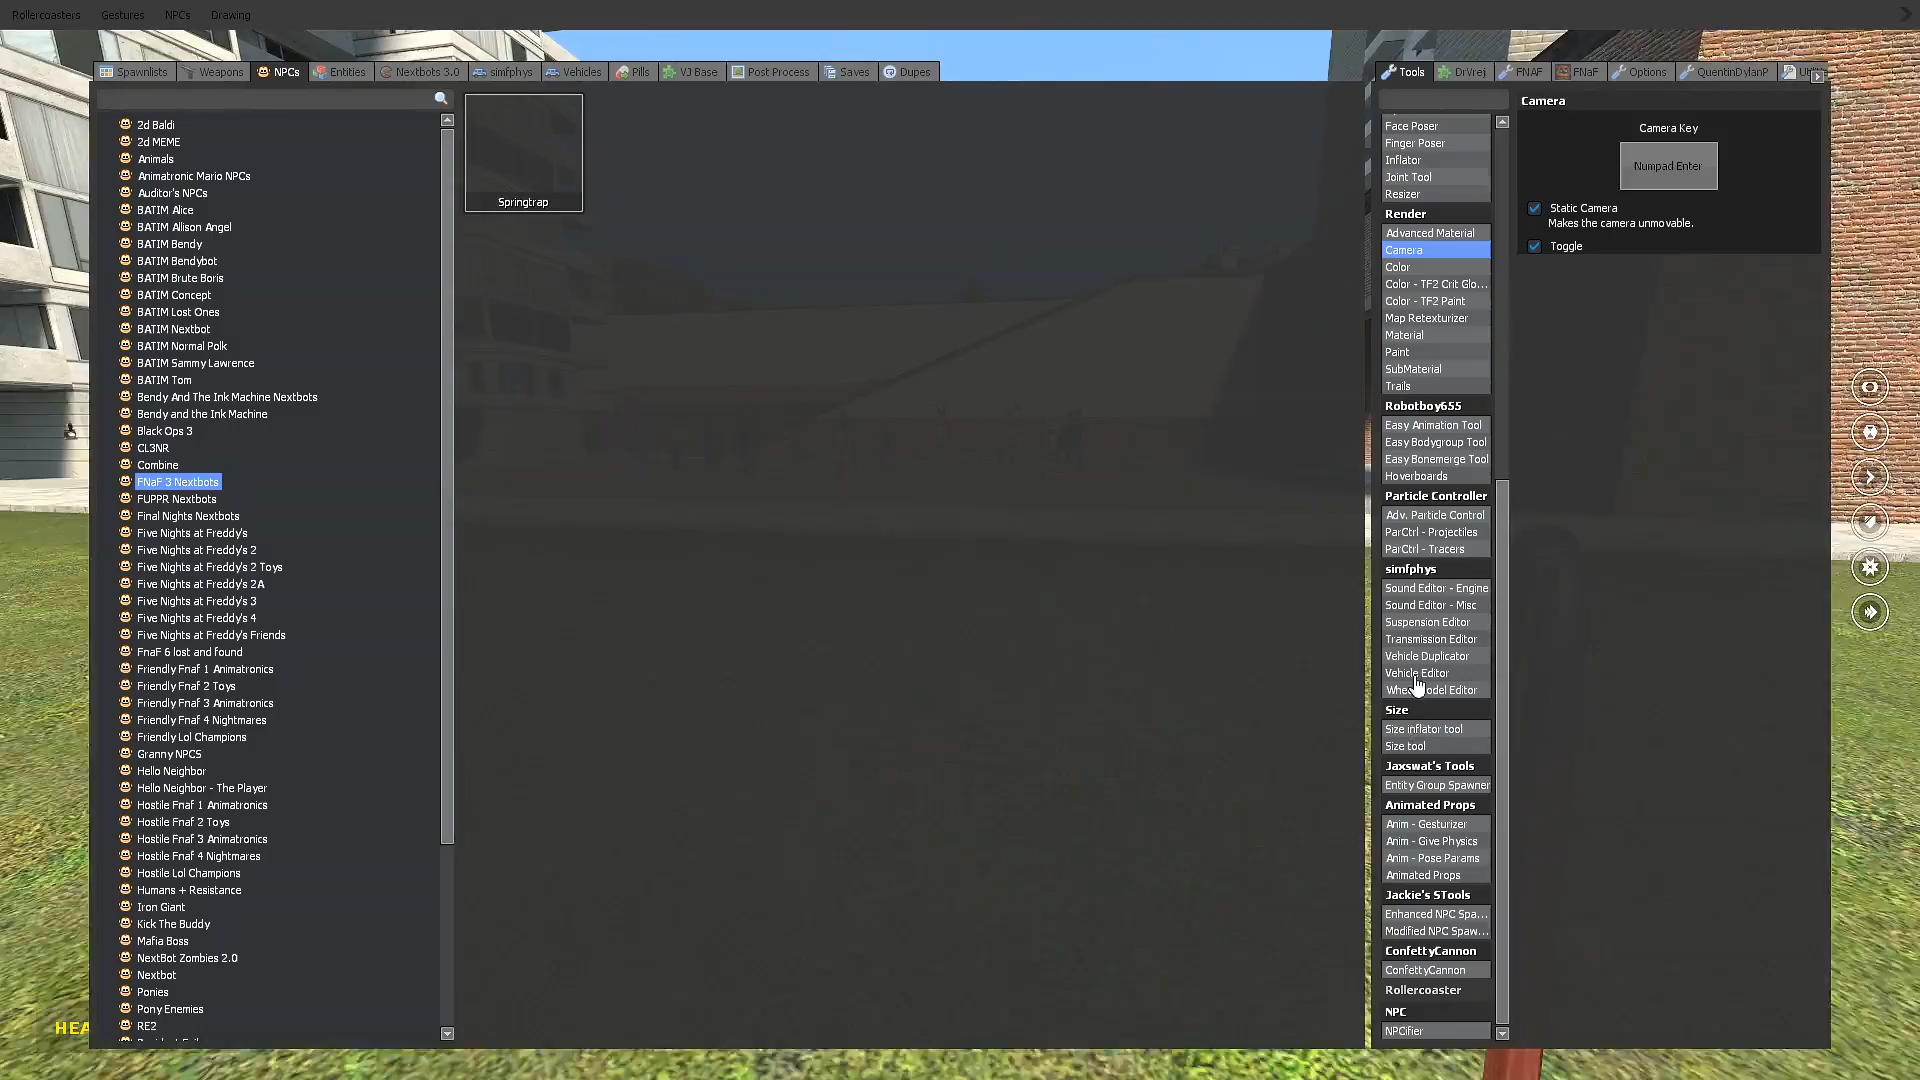 Rollercoasters Gestures NPCs Drawing
Spawnlists Weapons NPCs Entities Nextbots 3.0 simfphys Vehicles Pills VJ Base Post Process Saves Dupes
2d Baldi
2d MEME
Animals
Animatronic Mario NPCs
Auditor's NPCs
BATIM Alice
BATIM Allison Angel
BATIM Bendy
BATIM Bendybot
BATIM Brute Boris
BATIM Concept
BATIM Lost Ones
BATIM Nextbot
BATIM Normal Polk
BATIM Sammy Lawrence
BATIM Tom
Bendy And The Ink Machine Nextbots
Bendy and the Ink Machine
Black Ops 3
CL3NR
Combine
FNaF 3 Nextbots
FUPPR Nextbots
Final Nights Nextbots
Five Nights at Freddy's
Five Nights at Freddy's 2
Five Nights at Freddy's 2 Toys
Five Nights at Freddy's 2A
Five Nights at Freddy's 3
Five Nights at Freddy's 4
Five Nights at Freddy's Friends
FnaF 6 lost and found
Friendly Fnaf 1 Animatronics
Friendly Fnaf 2 Toys
Friendly Fnaf 3 Animatronics
Friendly Fnaf 4 Nightmares
Friendly Lol Champions
Granny NPCS
Hello Neighbor
Hello Neighbor - The Player
Hostile Fnaf 1 Animatronics
Hostile Fnaf 2 Toys
Hostile Fnaf 3 Animatronics
Hostile Fnaf 4 Nightmares
Hostile Lol Champions
Humans + Resistance
Iron Giant
Kick The Buddy
Mafia Boss
NextBot Zombies 2.0
Nextbot
Ponies
Pony Enemies
RE2
HEA
Springtrap
Tools DrVrej FNAF FNaF Options QuentinDylanP
Face Poser
Finger Poser
Inflator
Joint Tool
Resizer
Render
Advanced Material
Camera
Color
Color - TF2 Crit Glo...
Color - TF2 Paint
Map Retexturizer
Material
Paint
SubMaterial
Trails
Robotboy655
Easy Animation Tool
Easy Bodygroup Tool
Easy Bonemerge Tool
Hoverboards
Particle Controller
Adv. Particle Control
ParCtrl - Projectiles
ParCtrl - Tracers
simfphys
Sound Editor - Engine
Sound Editor - Misc
Suspension Editor
Transmission Editor
Vehicle Duplicator
Vehicle Editor
Model Editor
Size
Size inflator tool
Size tool
Jaxswat's Tools
Entity Group Spawner
Animated Props
Anim - Gesturizer
Anim - Give Physics
Anim - Pose Params
Animated Props
Jackie's STools
Enhanced NPC Spa...
Modified NPC Spaw...
ConfettyCannon
ConfettyCannon
Rollercoaster
NPC
NPCifier
Camera
Camera Key
Numpad Enter
Static Camera
Makes the camera unmovable.
Toggle